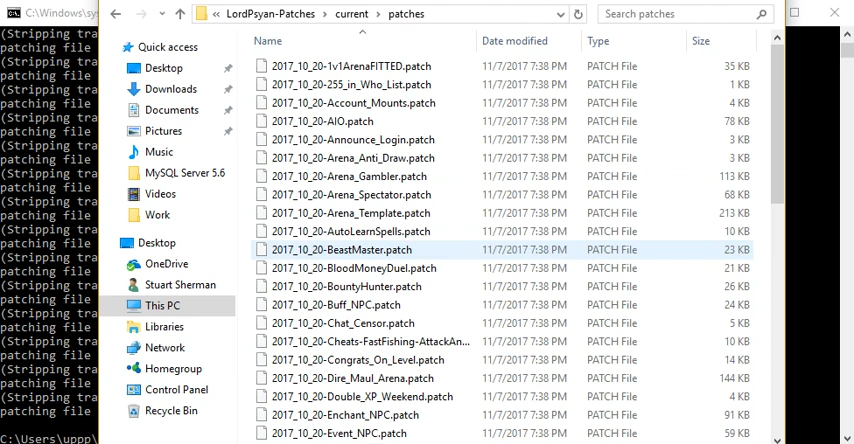 C:\Windows\sys
« LordPsyan-Patches > current > patches
Search patches
(Stripping tra
patching file
(Stripping tra
patching file
(Stripping tra
patching file
(Stripping tra
patching file
(Stripping tra
patching file
(Stripping tra
patching file
(Stripping tra
patching file
(Stripping tra
patching file
(Stripping tra
patching file
(Stripping tra
patching file
(Stripping tra
patching file
(Stripping tra
patching file
(Stripping tra
patching file
(Stripping tra
patching file
C:\Users\uppp\
Quick access
Desktop
Downloads
Documents
Pictures
Music
MySQL Server 5.6
Videos
Work
Desktop
OneDrive
Stuart Sherman
This PC
Libraries
Network
Homegroup
Control Panel
Recycle Bin
Name Date modified Type Size
2017_10_20-1v1ArenaFITTED.patch 11/7/2017 7:38 PM PATCH File 35 KB
2017_10_20-255_in_Who_List.patch 11/7/2017 7:38 PM PATCH File 1 KB
2017_10_20-Account_Mounts.patch 11/7/2017 7:38 PM PATCH File 4 KB
2017_10_20-AIO.patch 11/7/2017 7:38 PM PATCH File 78 KB
2017_10_20-Announce_Login.patch 11/7/2017 7:38 PM PATCH File 3 KB
2017_10_20-Arena_Anti_Draw.patch 11/7/2017 7:38 PM PATCH File 3 KB
2017_10_20-Arena_Gambler.patch 11/7/2017 7:38 PM PATCH File 113 KB
2017_10_20-Arena_Spectator.patch 11/7/2017 7:38 PM PATCH File 68 KB
2017_10_20-Arena_Template.patch 11/7/2017 7:38 PM PATCH File 213 KB
2017_10_20-AutoLearnSpells.patch 11/7/2017 7:38 PM PATCH File 10 KB
2017_10_20-BeastMaster.patch 11/7/2017 7:38 PM PATCH File 23 KB
2017_10_20-BloodMoneyDuel.patch 11/7/2017 7:38 PM PATCH File 21 KB
2017_10_20-BountyHunter.patch 11/7/2017 7:38 PM PATCH File 26 KB
2017_10_20-Buff_NPC.patch 11/7/2017 7:38 PM PATCH File 24 KB
2017_10_20-Chat_Censor.patch 11/7/2017 7:38 PM PATCH File 5 KB
2017_10_20-Cheats-FastFishing-AttackAn... 11/7/2017 7:38 PM PATCH File 10 KB
2017_10_20-Congrats_On_Level.patch 11/7/2017 7:38 PM PATCH File 14 KB
2017_10_20-Dire_Maul_Arena.patch 11/7/2017 7:38 PM PATCH File 144 KB
2017_10_20-Double_XP_Weekend.patch 11/7/2017 7:38 PM PATCH File 4 KB
2017_10_20-Enchant_NPC.patch 11/7/2017 7:38 PM PATCH File 91 KB
2017_10_20-Event_NPC.patch 11/7/2017 7:38 PM PATCH File 59 KB